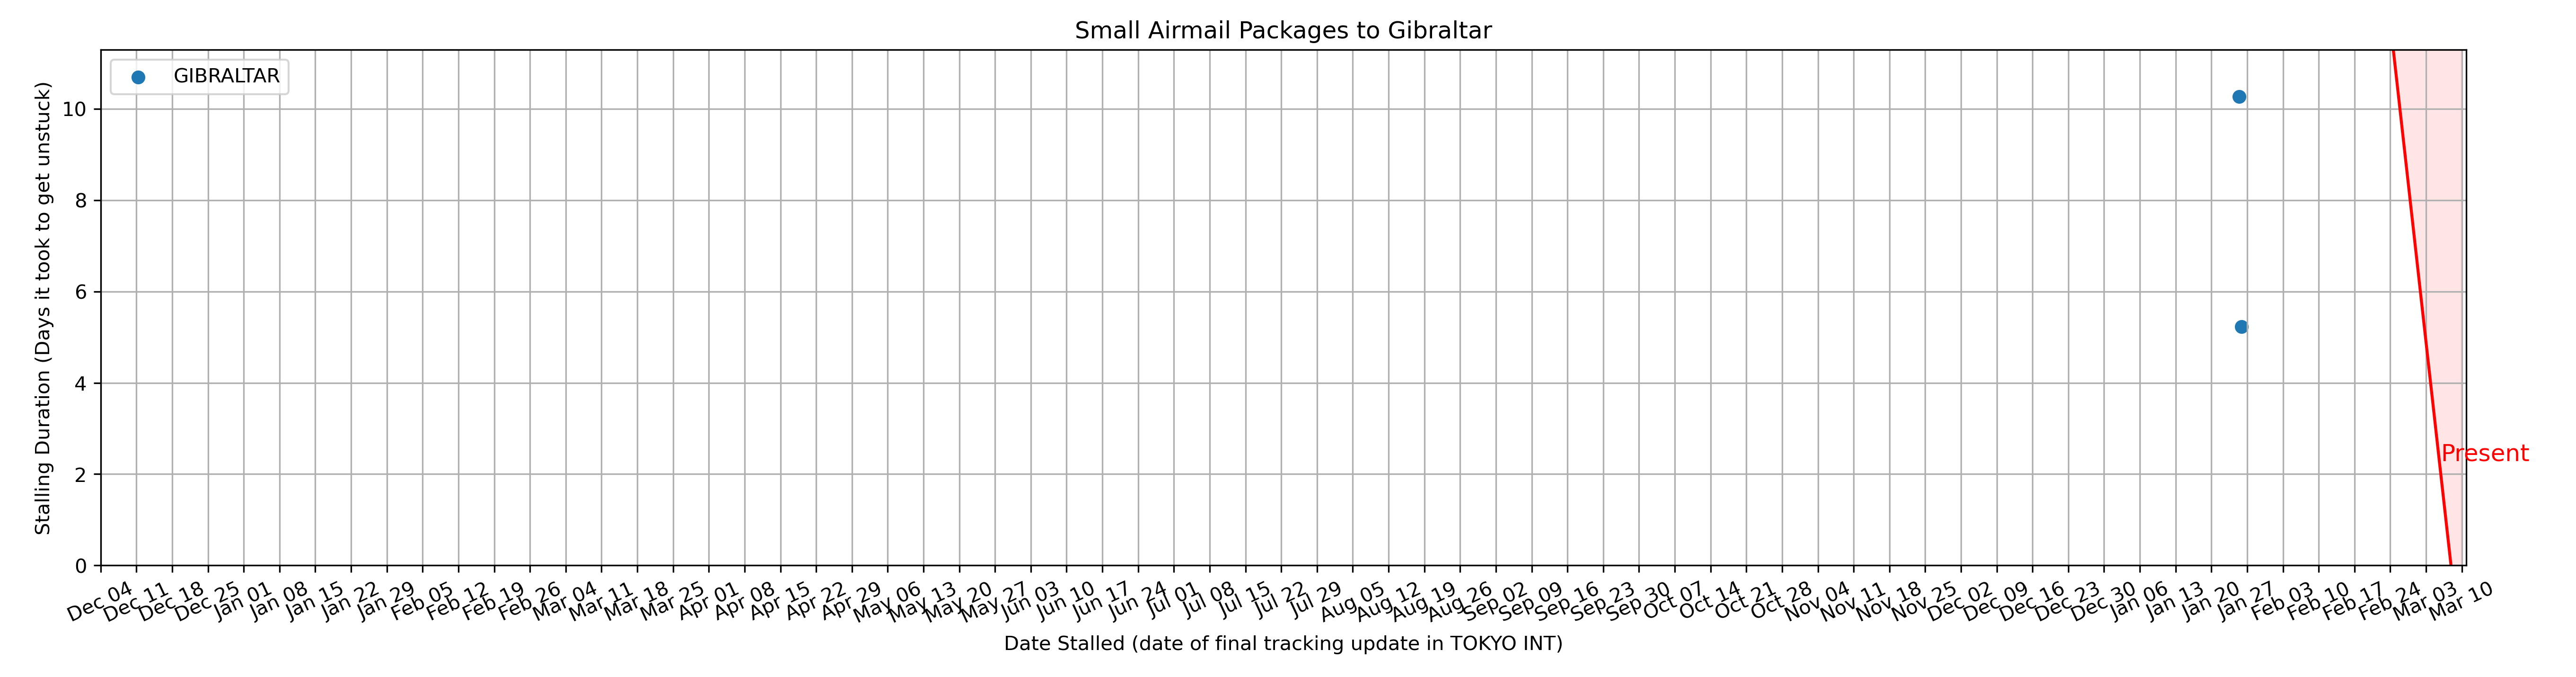 Small Airmail Packages to Gibraltar
GIBRALTAR
Stalling Duration (Days it took to get unstuck)
10
8
6
4
2
0
Present
Dec 04 Dec 11 Dec 18 Dec 25 Jan 01 Jan 08 Jan 15 Jan 22 Jan 29 Feb 05 Feb 12 Feb 19 Feb 26 Mar 04 Mar 11 Mar 18 Mar 25 Apr 01 Apr 08 Apr 15 Apr 22 Apr 29 May 06 May 13 May 20 May 27 Jun 03 Jun 10 Jun 17 Jun 24 Jul 01 Jul 08 Jul 15 Jul 22 Jul 29 Aug 05 Aug 12 Aug 19 Aug 26 Sep 02 Sep 09 Sep 16 Sep 23 Sep 30 Oct 07 Oct 14 Oct 21 Oct 28 Nov 04 Nov 11 Nov 18 Nov 25 Dec 02 Dec 09 Dec 16 Dec 23 Dec 30 Jan 06 Jan 13 Jan 20 Jan 27 Feb 03 Feb 10 Feb 17 Feb 24 Mar 03 Mar 10
Date Stalled (date of final tracking update in TOKYO INT)